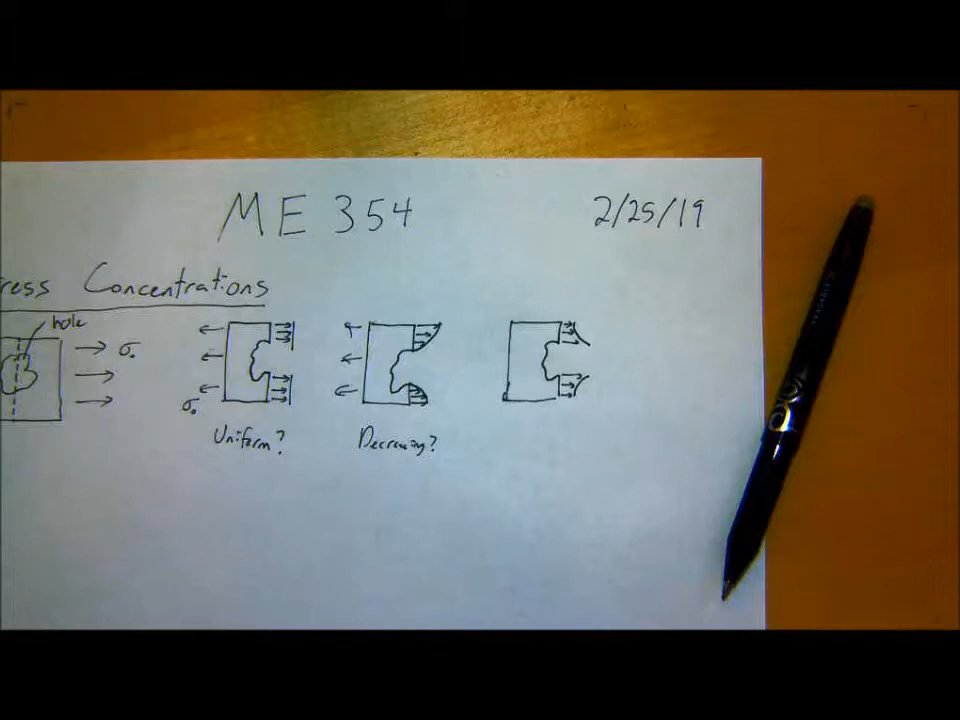 ME 354
2/25/19
ress Concentrations
hole
σ₀
σ₀
Uniform?
Decreasing?